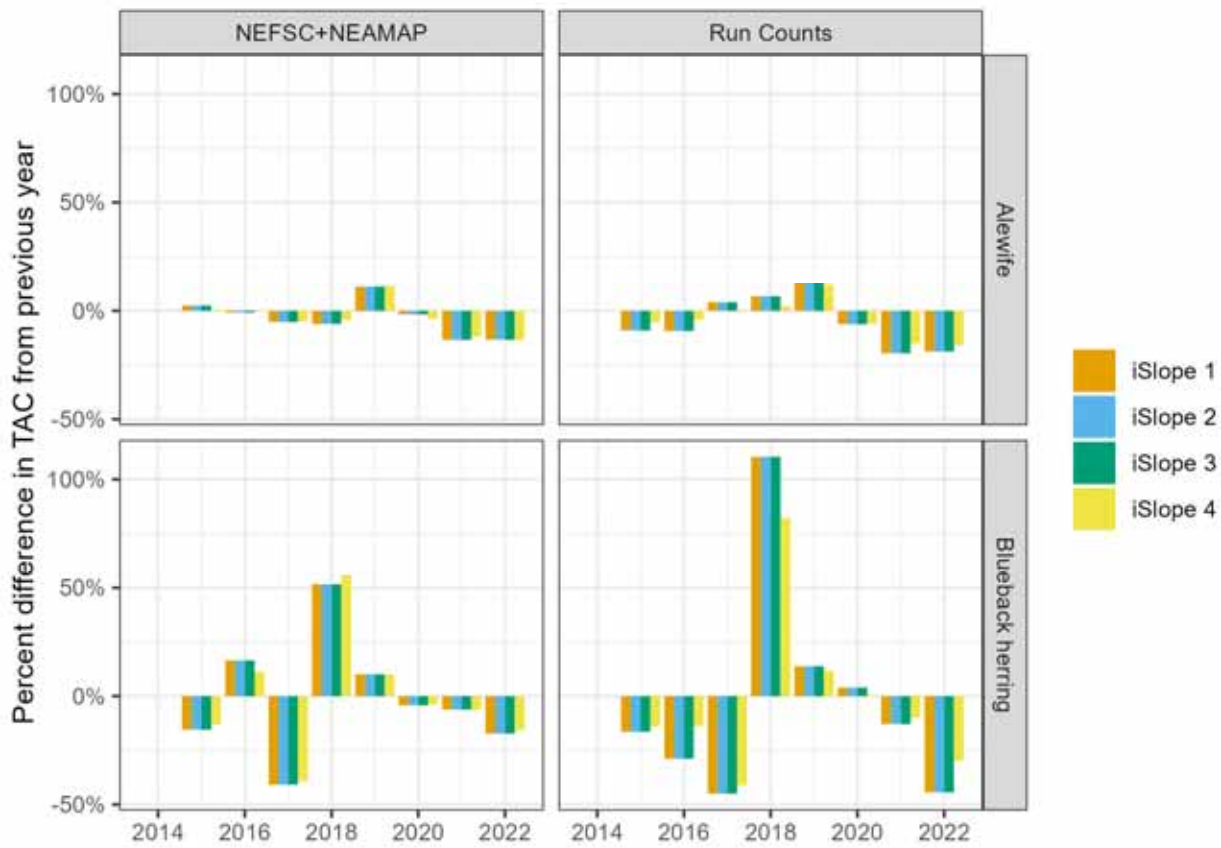 NEFSC+NEAMAP
Run Counts
Percent difference in TAC from previous year
100%
50%
0%
-50%
Alewife
100%
50%
0%
-50%
Blueback herring
2014 2016 2018 2020 2022
2014 2016 2018 2020 2022
iSlope 1
iSlope 2
iSlope 3
iSlope 4